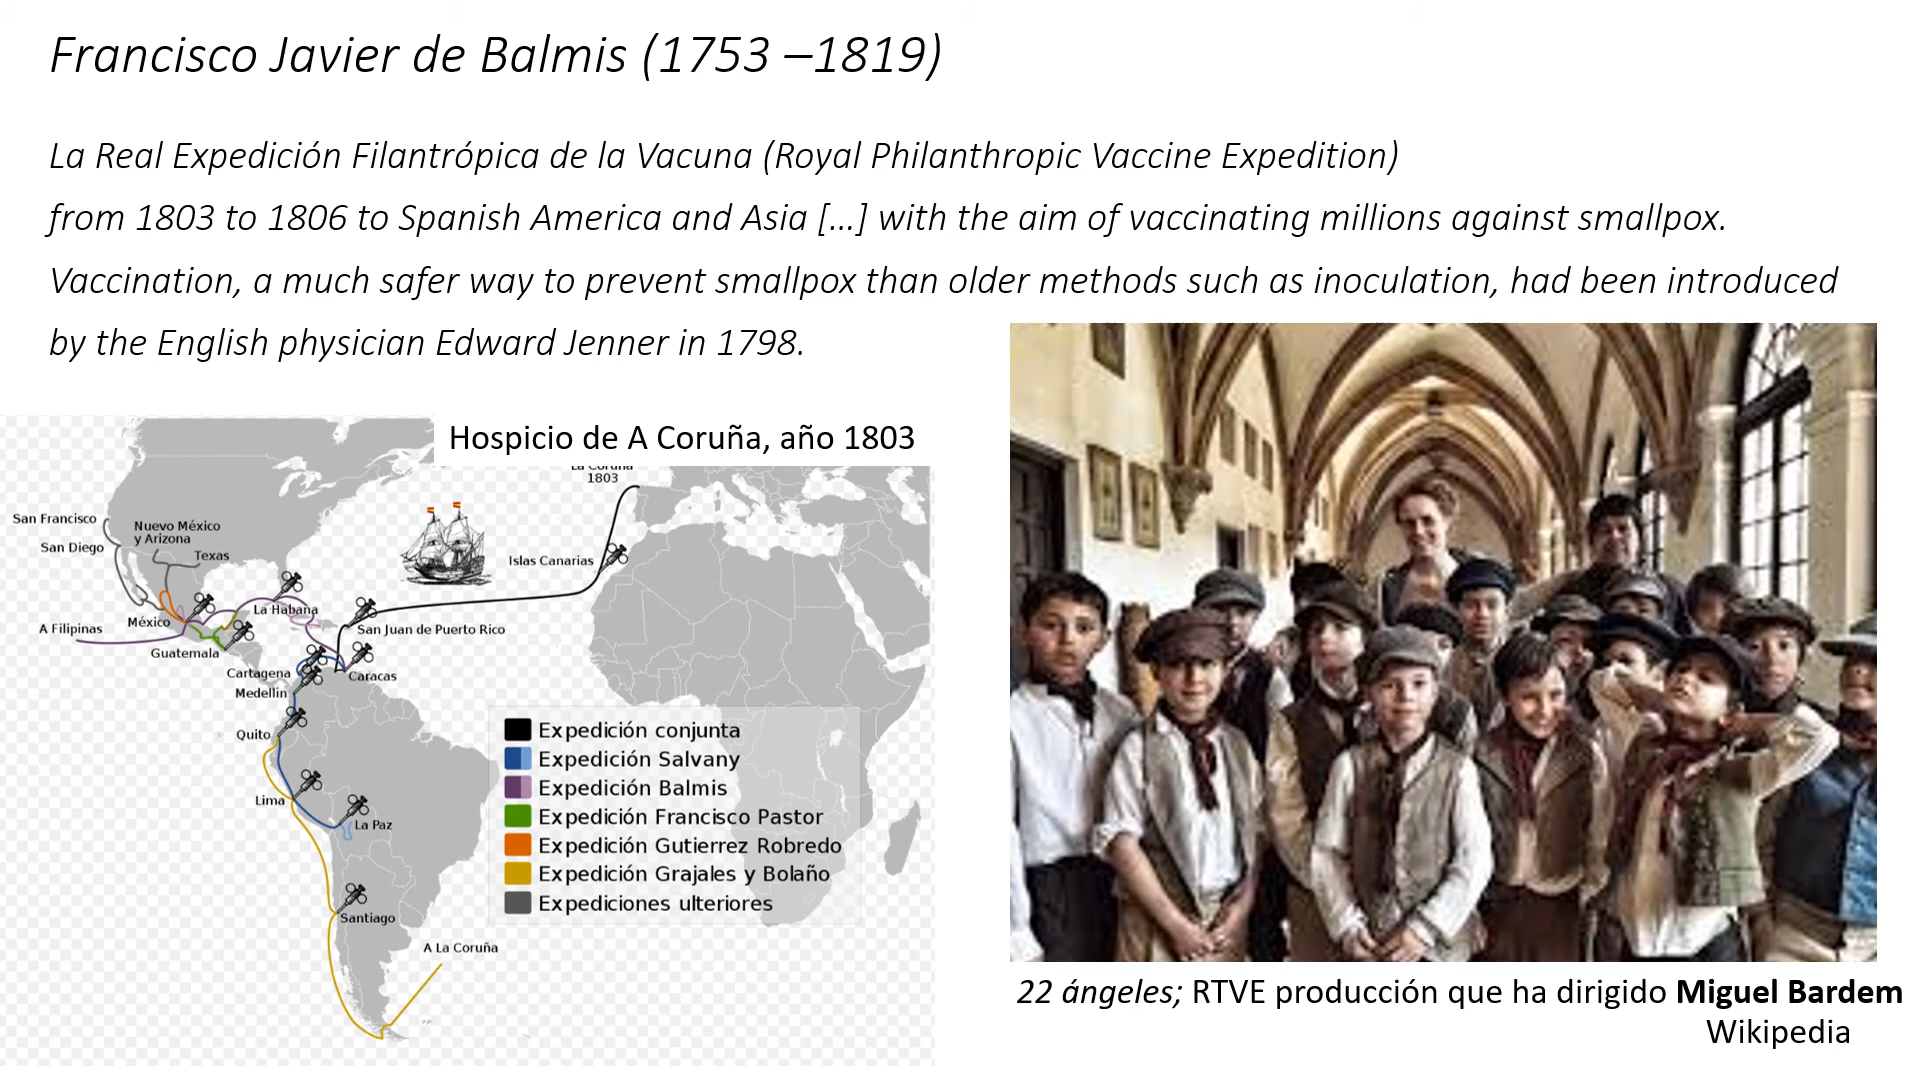 Francisco Javier de Balmis (1753 –1819)
La Real Expedición Filantrópica de la Vacuna (Royal Philanthropic Vaccine Expedition)
from 1803 to 1806 to Spanish America and Asia [...] with the aim of vaccinating millions against smallpox.
Vaccination, a much safer way to prevent smallpox than older methods such as inoculation, had been introduced
by the English physician Edward Jenner in 1798.
Hospicio de A Coruña, año 1803
La Coruña
1803
San Francisco
Nuevo México
y Arizona
San Diego
Texas
Islas Canarias
La Habana
México
A Filipinas
San Juan de Puerto Rico
Guatemala
Cartagena
Caracas
Medellín
Quito
Lima
La Paz
Santiago
A La Coruña
Expedición conjunta
Expedición Salvany
Expedición Balmis
Expedición Francisco Pastor
Expedición Gutierrez Robredo
Expedición Grajales y Bolaño
Expediciones ulteriores
22 ángeles; RTVE producción que ha dirigido Miguel Bardem
Wikipedia